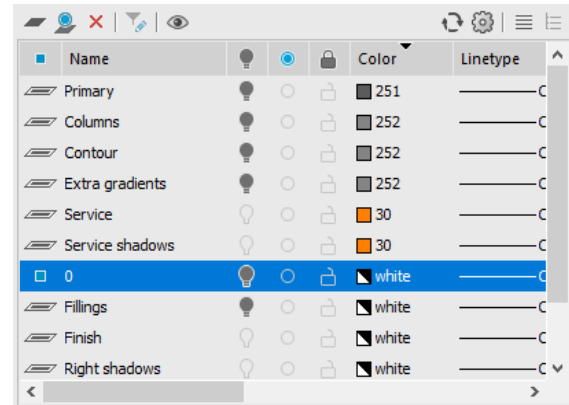 Name Color Linetype
Primary 251 C
Columns 252 C
Contour 252 C
Extra gradients 252 C
Service 30 C
Service shadows 30 C
0 white C
Fillings white C
Finish white C
Right shadows white C